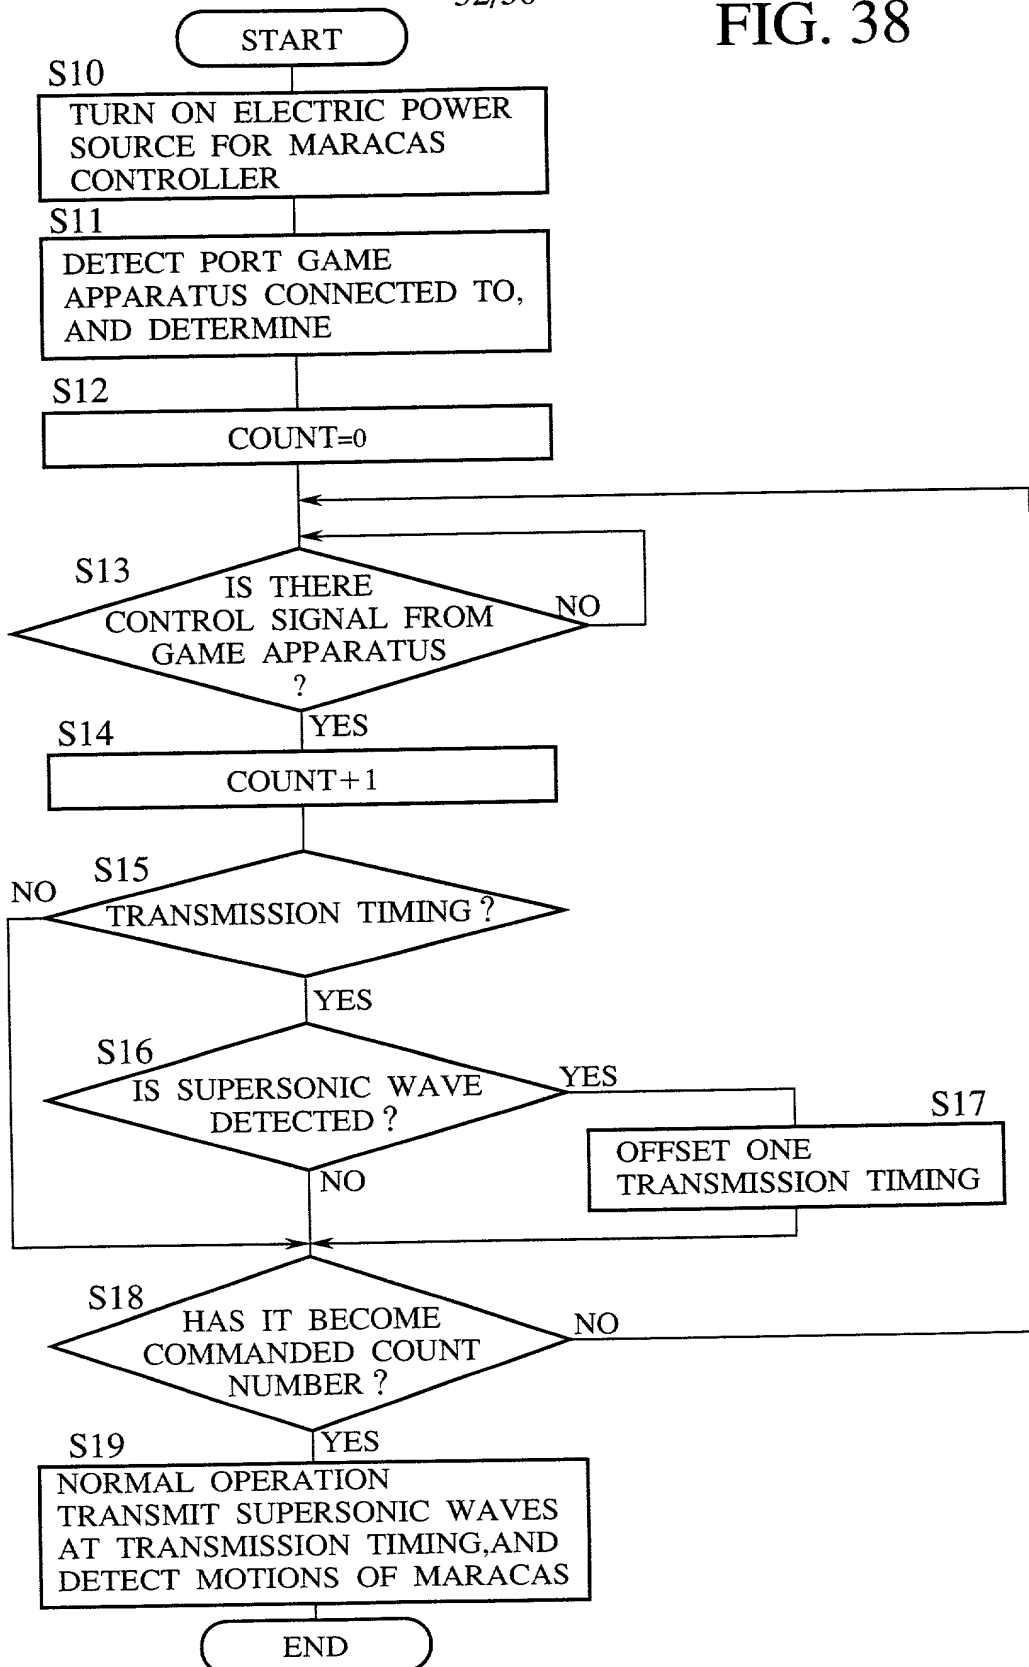 FIG. 38
START
S10
TURN ON ELECTRIC POWER
SOURCE FOR MARACAS
CONTROLLER
S11
DETECT PORT GAME
APPARATUS CONNECTED TO,
AND DETERMINE
S12
COUNT=0
S13
IS THERE
CONTROL SIGNAL FROM
GAME APPARATUS
?
NO
YES
S14
COUNT+1
S15
NO
TRANSMISSION TIMING?
YES
S16
IS SUPERSONIC WAVE
DETECTED?
YES
S17
OFFSET ONE
TRANSMISSION TIMING
NO
S18
HAS IT BECOME
COMMANDED COUNT
NUMBER?
NO
YES
S19
NORMAL OPERATION
TRANSMIT SUPERSONIC WAVES
AT TRANSMISSION TIMING,AND
DETECT MOTIONS OF MARACAS
END